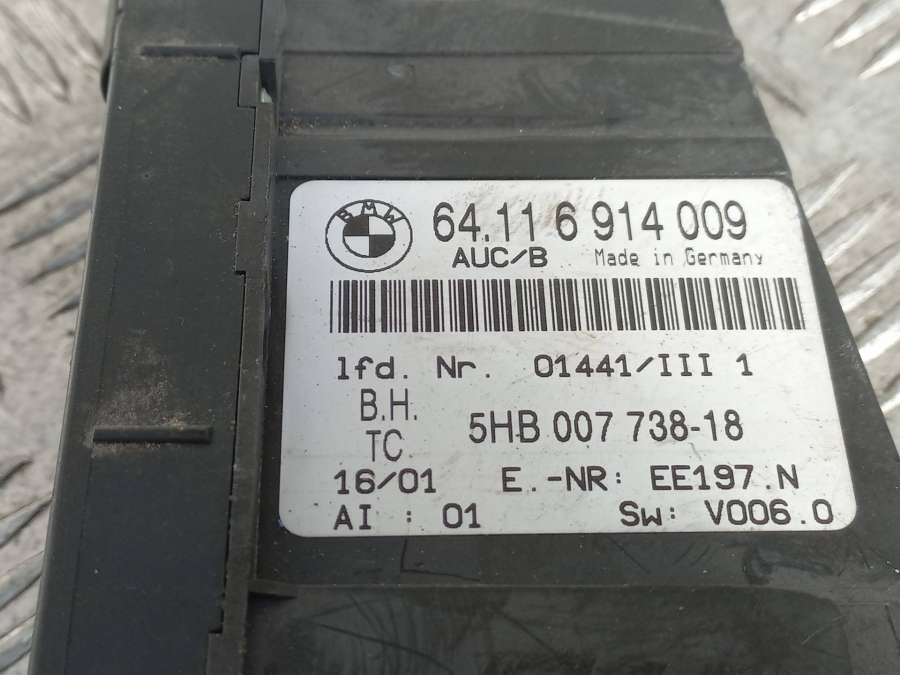 BMW 64.11 6 914 009
AUC/B Made in Germany
lfd. Nr. 01441/III 1
B.H. 5HB 007 738-18
TC.
16/01 E.-NR: EE197.N
AI : 01 Sw: V006.0